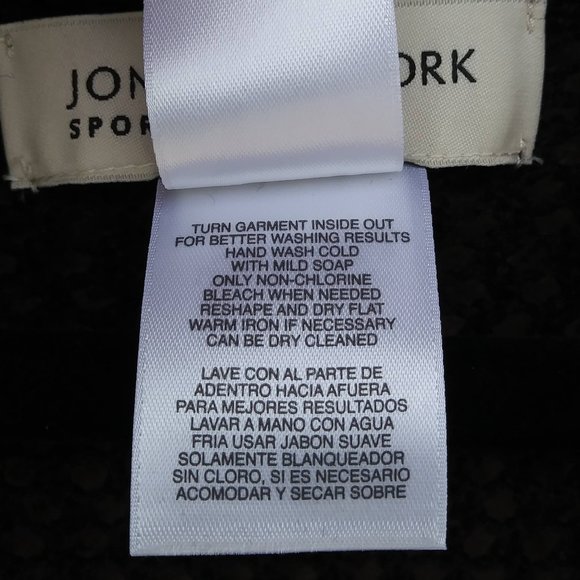 JON ORK
SPOR
TURN GARMENT INSIDE OUT
FOR BETTER WASHING RESULTS
HAND WASH COLD
WITH MILD SOAP
ONLY NON-CHLORINE
BLEACH WHEN NEEDED
RESHAPE AND DRY FLAT
WARM IRON IF NECESSARY
CAN BE DRY CLEANED
LAVE CON AL PARTE DE
ADENTRO HACIA AFUERA
PARA MEJORES RESULTADOS
LAVAR A MANO CON AGUA
FRIA USAR JABON SUAVE
SOLAMENTE BLANQUEADOR
SIN CLORO, SI ES NECESARIO
ACOMODAR Y SECAR SOBRE